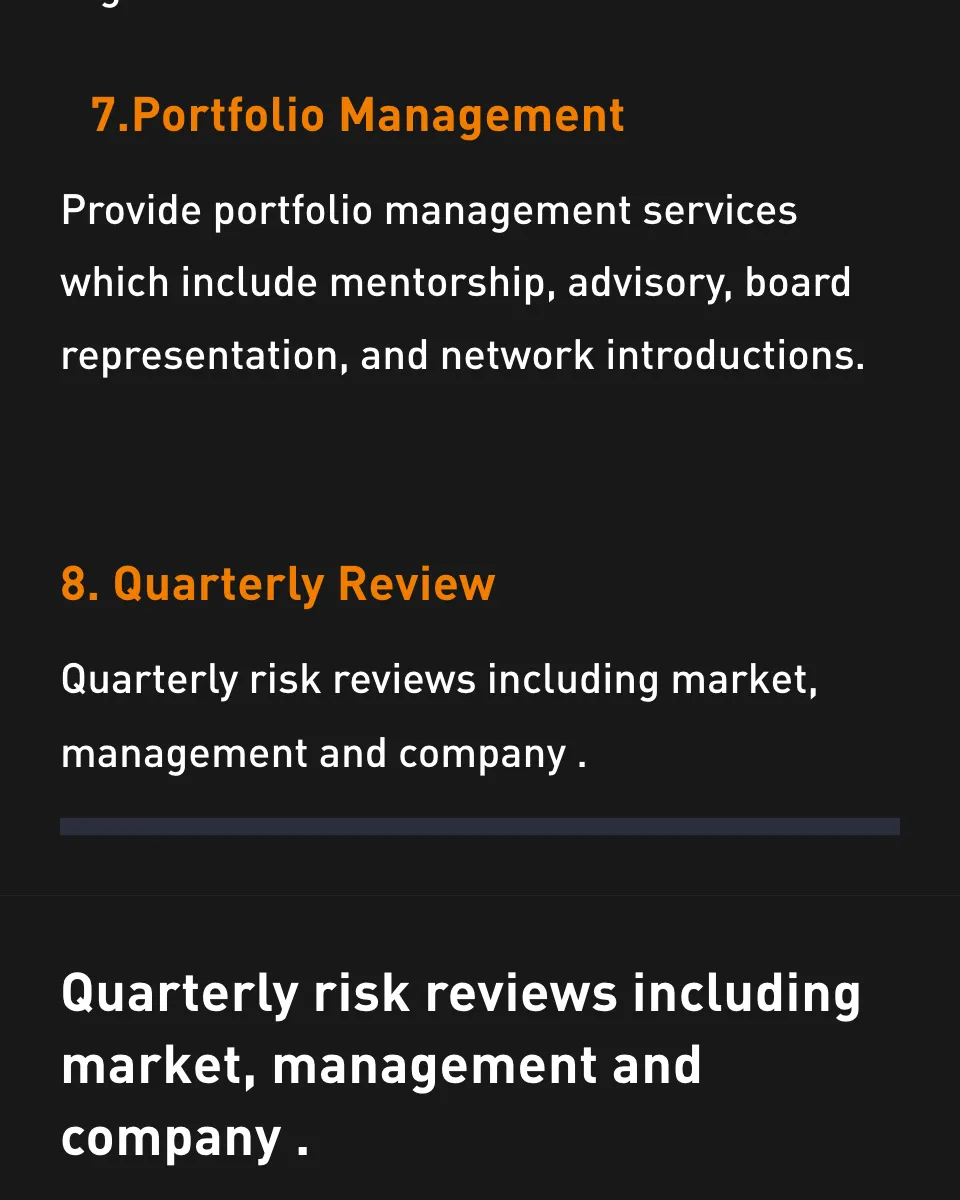 7.Portfolio Management
Provide portfolio management services
which include mentorship, advisory, board
representation, and network introductions.
8. Quarterly Review
Quarterly risk reviews including market,
management and company .
Quarterly risk reviews including
market, management and
company .